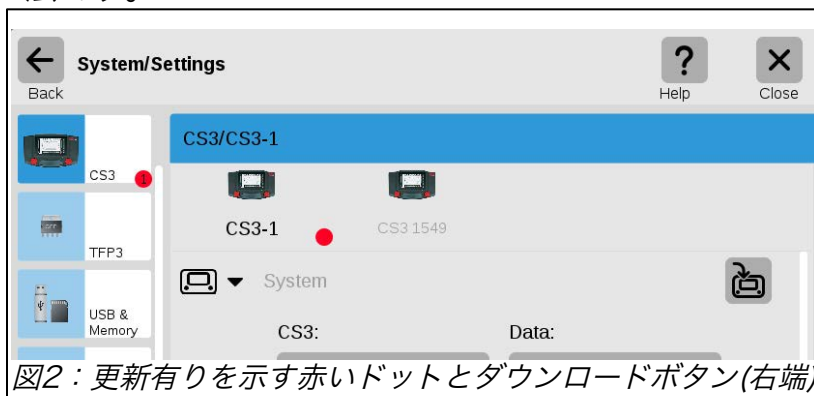 System/Settings
Back
Help
Close
CS3/CS3-1
CS3
1
CS3-1
CS3 1549
TFP3
System
USB &
Memory
CS3:
Data:
図2：更新有りを示す赤いドットとダウンロードボタン(右端)